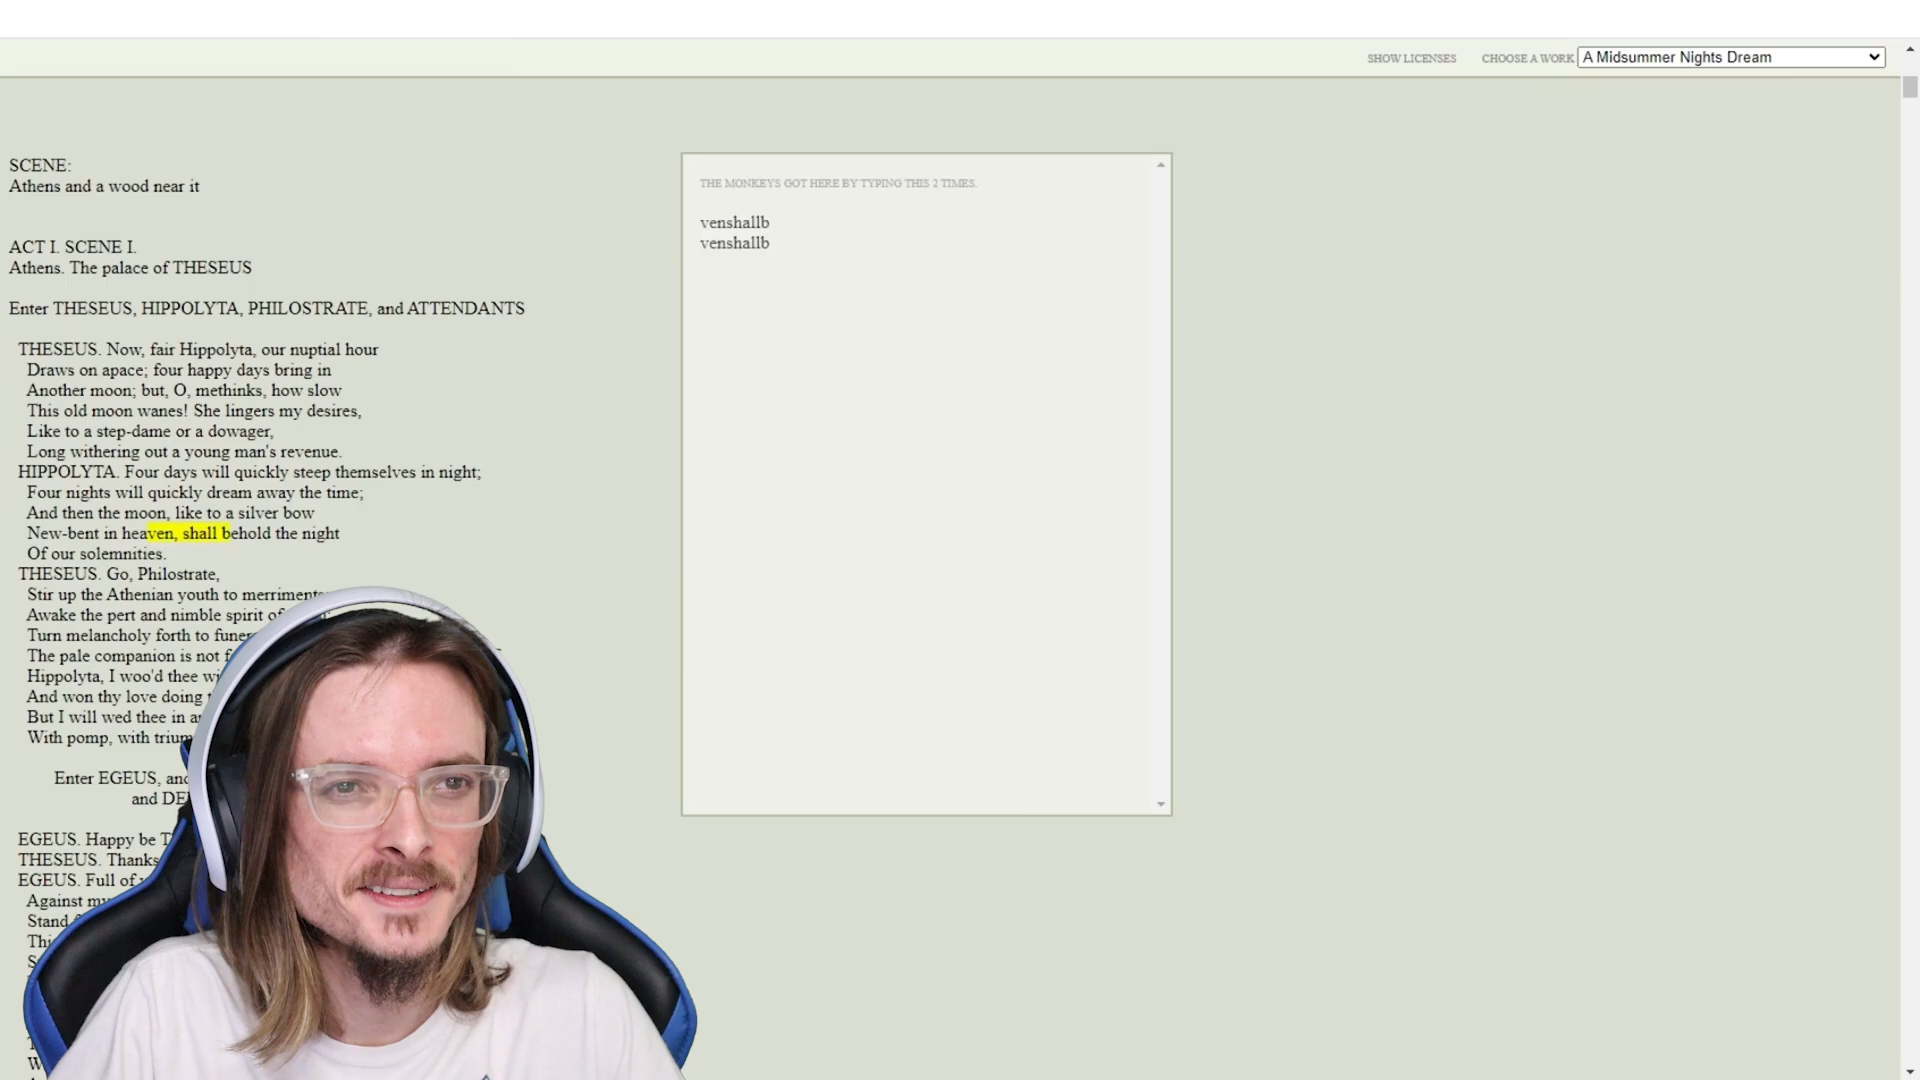 SHOW LICENSES
CHOOSE A WORK
A Midsummer Nights Dream
SCENE:
Athens and a wood near it
ACT I. SCENE I.
Athens. The palace of THESEUS
Enter THESEUS, HIPPOLYTA, PHILOSTRATE, and ATTENDANTS
THESEUS. Now, fair Hippolyta, our nuptial hour
Draws on apace; four happy days bring in
Another moon; but, O, methinks, how slow
This old moon wanes! She lingers my desires,
Like to a step-dame or a dowager,
Long withering out a young man's revenue.
HIPPOLYTA. Four days will quickly steep themselves in night;
Four nights will quickly dream away the time;
And then the moon, like to a silver bow
New-bent in heaven, shall behold the night
Of our solemnities.
THESEUS. Go, Philostrate,
Stir up the Athenian youth to merriments
Awake the pert and nimble spirit of
Turn melancholy forth to
The pale companion is not
Hippolyta, I woo'd thee
And won thy love doing
But I will wed thee in
With pomp, with
Enter EGEUS,
and
EGEUS. Happy be
THESEUS. Thanks
EGEUS. Full of
Against my
Stand
THE MONKEYS GOT HERE BY TYPING THIS 2 TIMES.
venshallb
venshallb